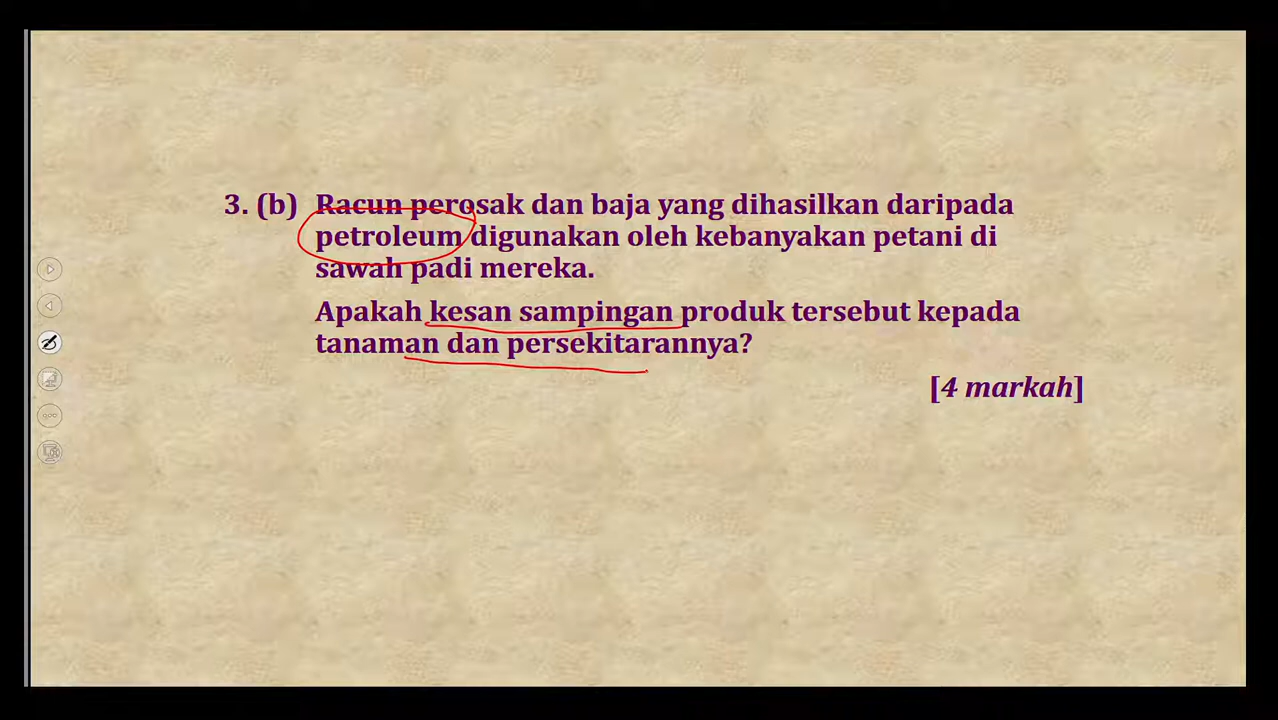 3. (b) Racun perosak dan baja yang dihasilkan daripada
petroleum digunakan oleh kebanyakan petani di
sawah padi mereka.
Apakah kesan sampingan produk tersebut kepada
tanaman dan persekitarannya?
[4 markah]